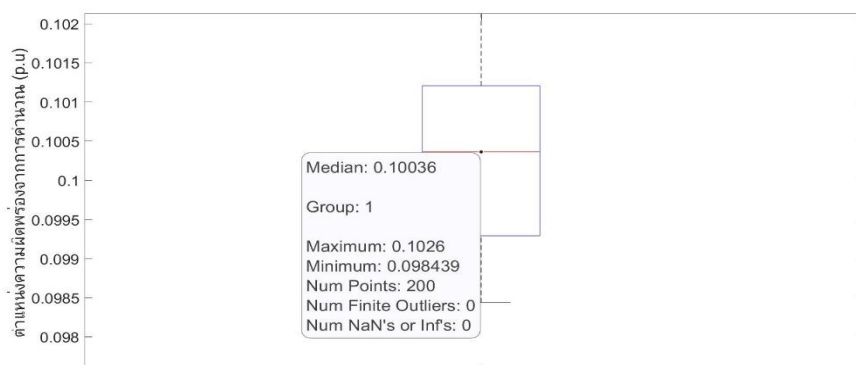 ตำแหน่งความผิดพร่องจากการคำนวณ (p.u)
0.102
0.1015
0.101
0.1005
0.1
0.0995
0.099
0.0985
0.098
Median: 0.10036
Group: 1
Maximum: 0.1026
Minimum: 0.098439
Num Points: 200
Num Finite Outliers: 0
Num NaN's or Inf's: 0